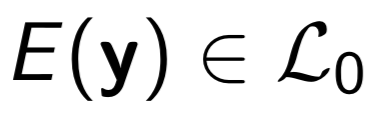 E(𝐲) ∈ ℒ₀